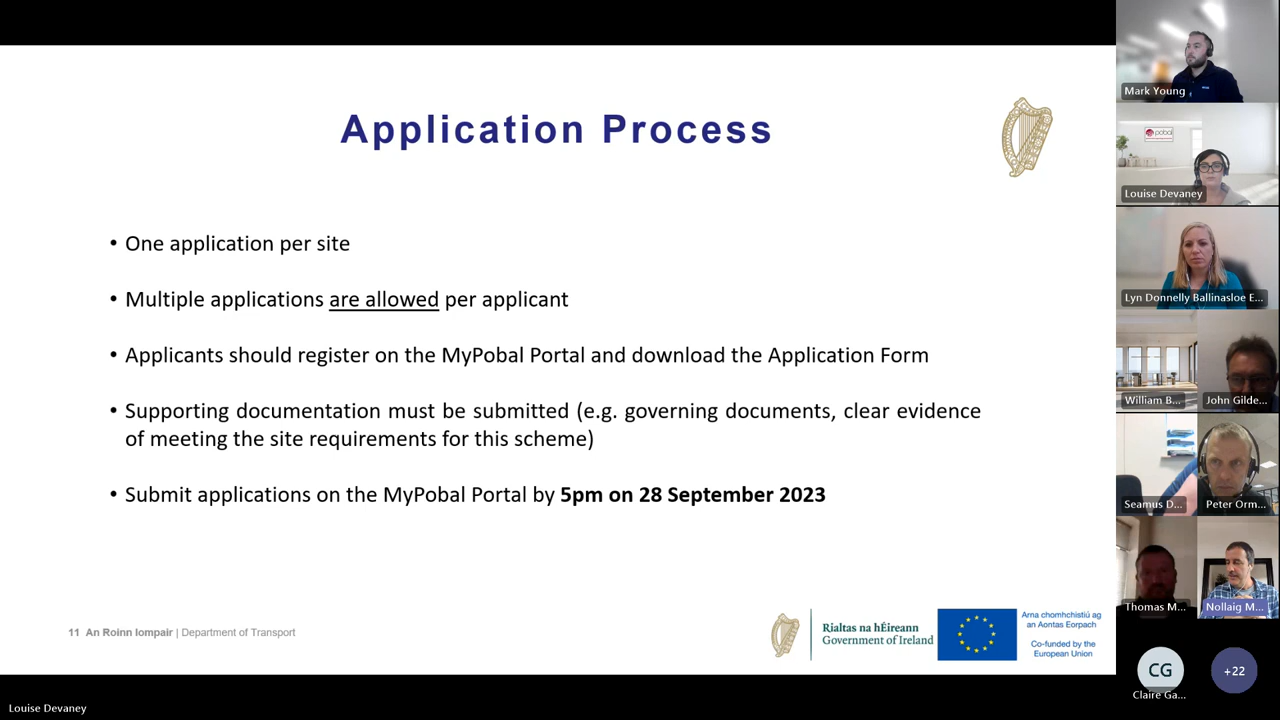 Application Process
• One application per site
• Multiple applications are allowed per applicant
• Applicants should register on the MyPobal Portal and download the Application Form
• Supporting documentation must be submitted (e.g. governing documents, clear evidence
of meeting the site requirements for this scheme)
• Submit applications on the MyPobal Portal by 5pm on 28 September 2023
11 An Roinn Iompair | Department of Transport
Rialtas na hÉireann
Government of Ireland
Arna chomhchistiú ag
an Aontas Eorpach
Co-funded by the
European Union
Louise Devaney
Mark Young
pobal
Louise Devaney
Lyn Donnelly Ballinasloe E...
William B...
John Gilde...
Seamus D...
Peter Orm...
Thomas M...
Nollaig M...
CG
Claire Ga...
+22